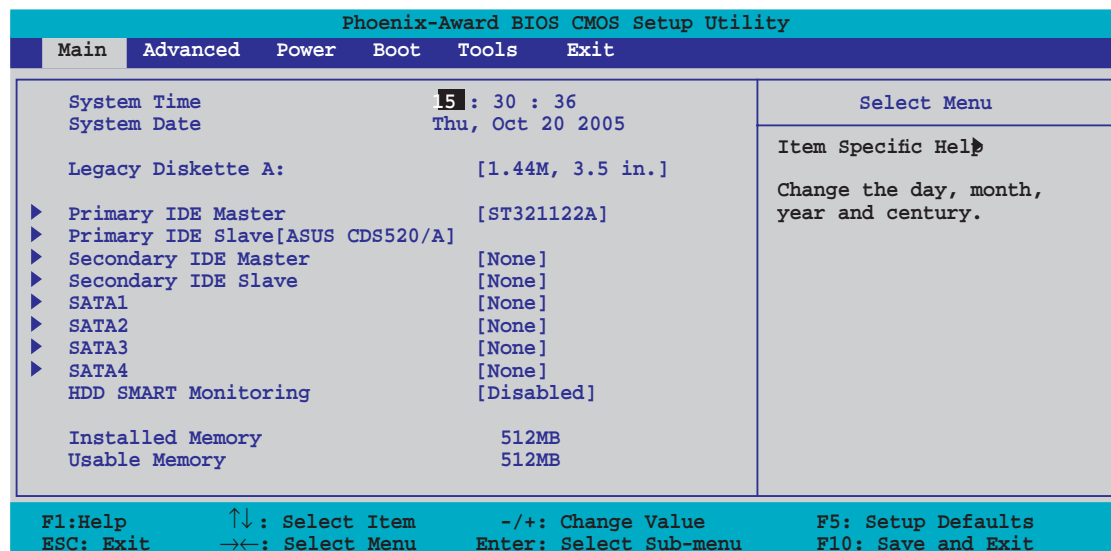 Phoenix-Award BIOS CMOS Setup Utility
Main Advanced Power Boot Tools Exit
System Time 15 : 30 : 36
System Date Thu, Oct 20 2005
Legacy Diskette A: [1.44M, 3.5 in.]
Primary IDE Master [ST321122A]
Primary IDE Slave[ASUS CDS520/A]
Secondary IDE Master [None]
Secondary IDE Slave [None]
SATA1 [None]
SATA2 [None]
SATA3 [None]
SATA4 [None]
HDD SMART Monitoring [Disabled]
Installed Memory 512MB
Usable Memory 512MB
Select Menu
Item Specific Help
Change the day, month,
year and century.
F1:Help ↑↓: Select Item -/+: Change Value F5: Setup Defaults
ESC: Exit →←: Select Menu Enter: Select Sub-menu F10: Save and Exit